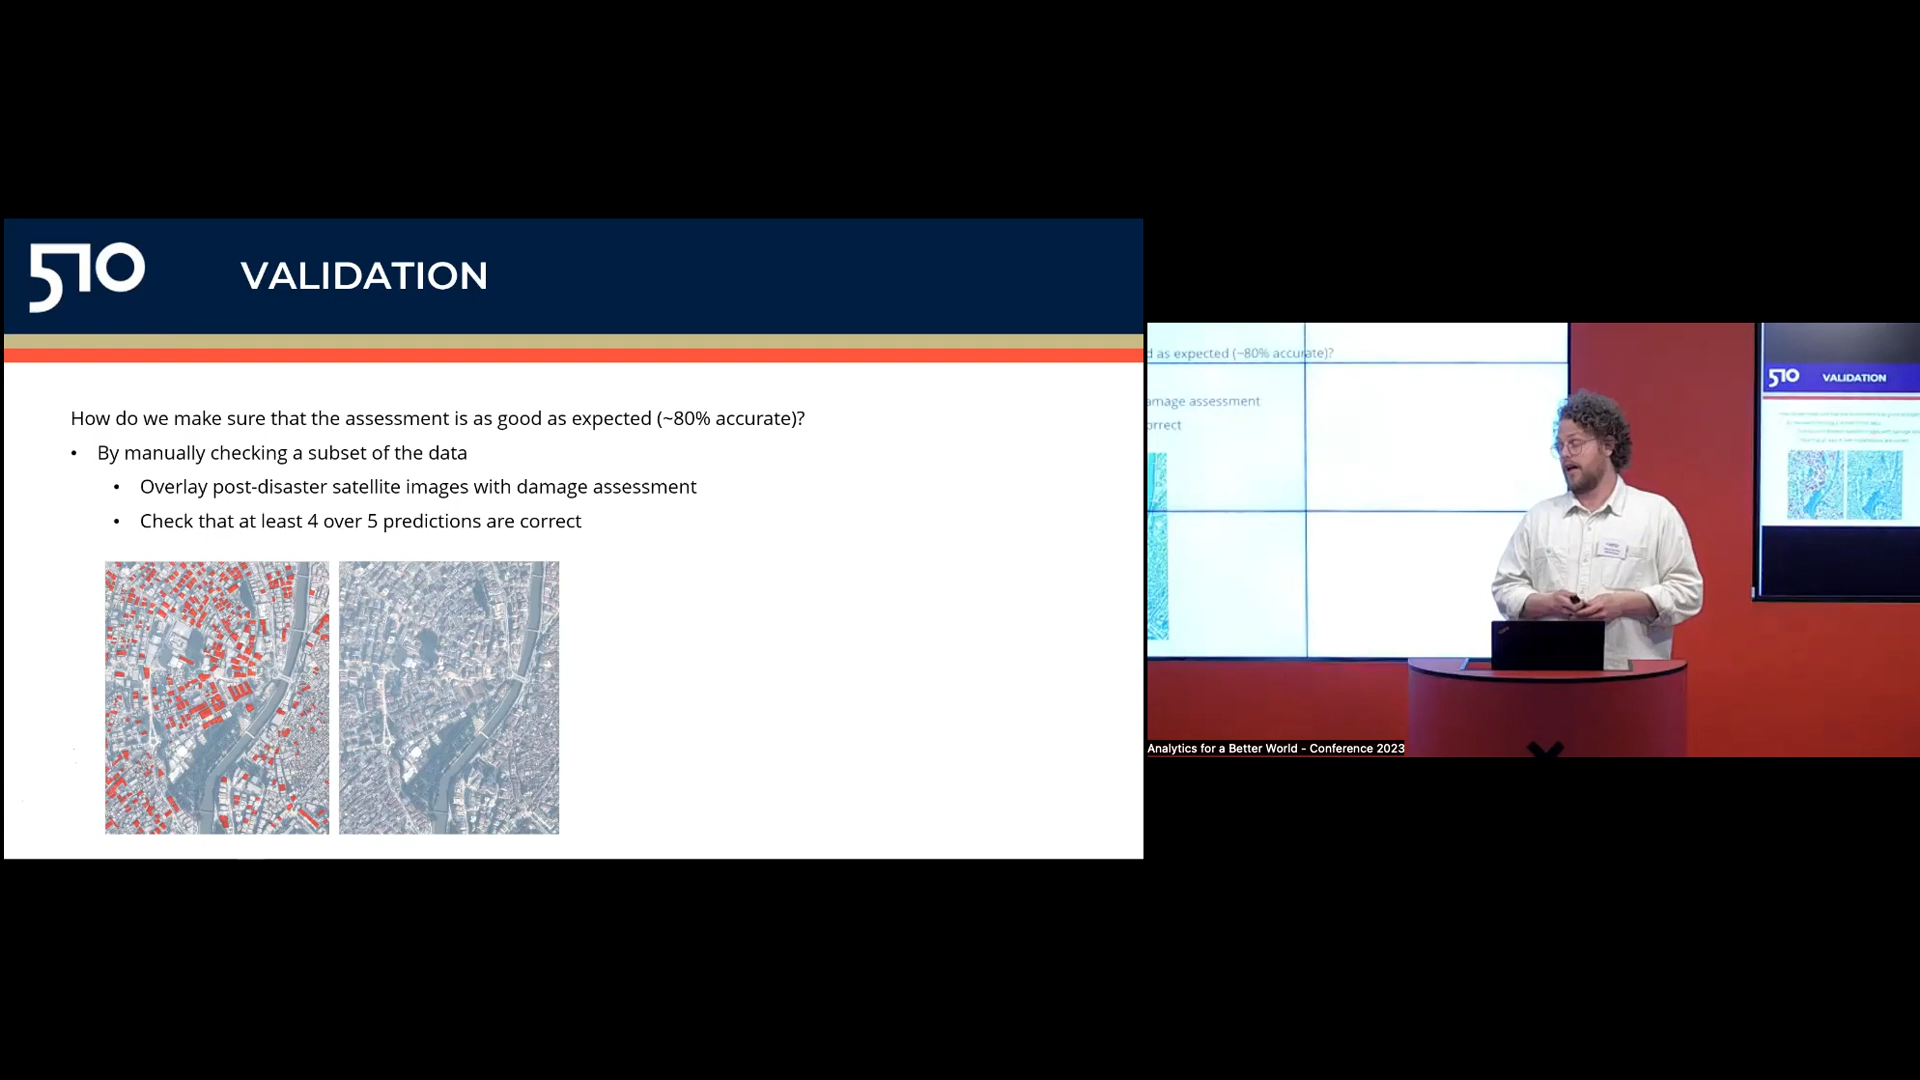 510
VALIDATION
How do we make sure that the assessment is as good as expected (~80% accurate)?
• By manually checking a subset of the data
• Overlay post-disaster satellite images with damage assessment
• Check that at least 4 over 5 predictions are correct
d as expected (~80% accurate)?
amage assessment
orrect
510
VALIDATION
Analytics for a Better World - Conference 2023